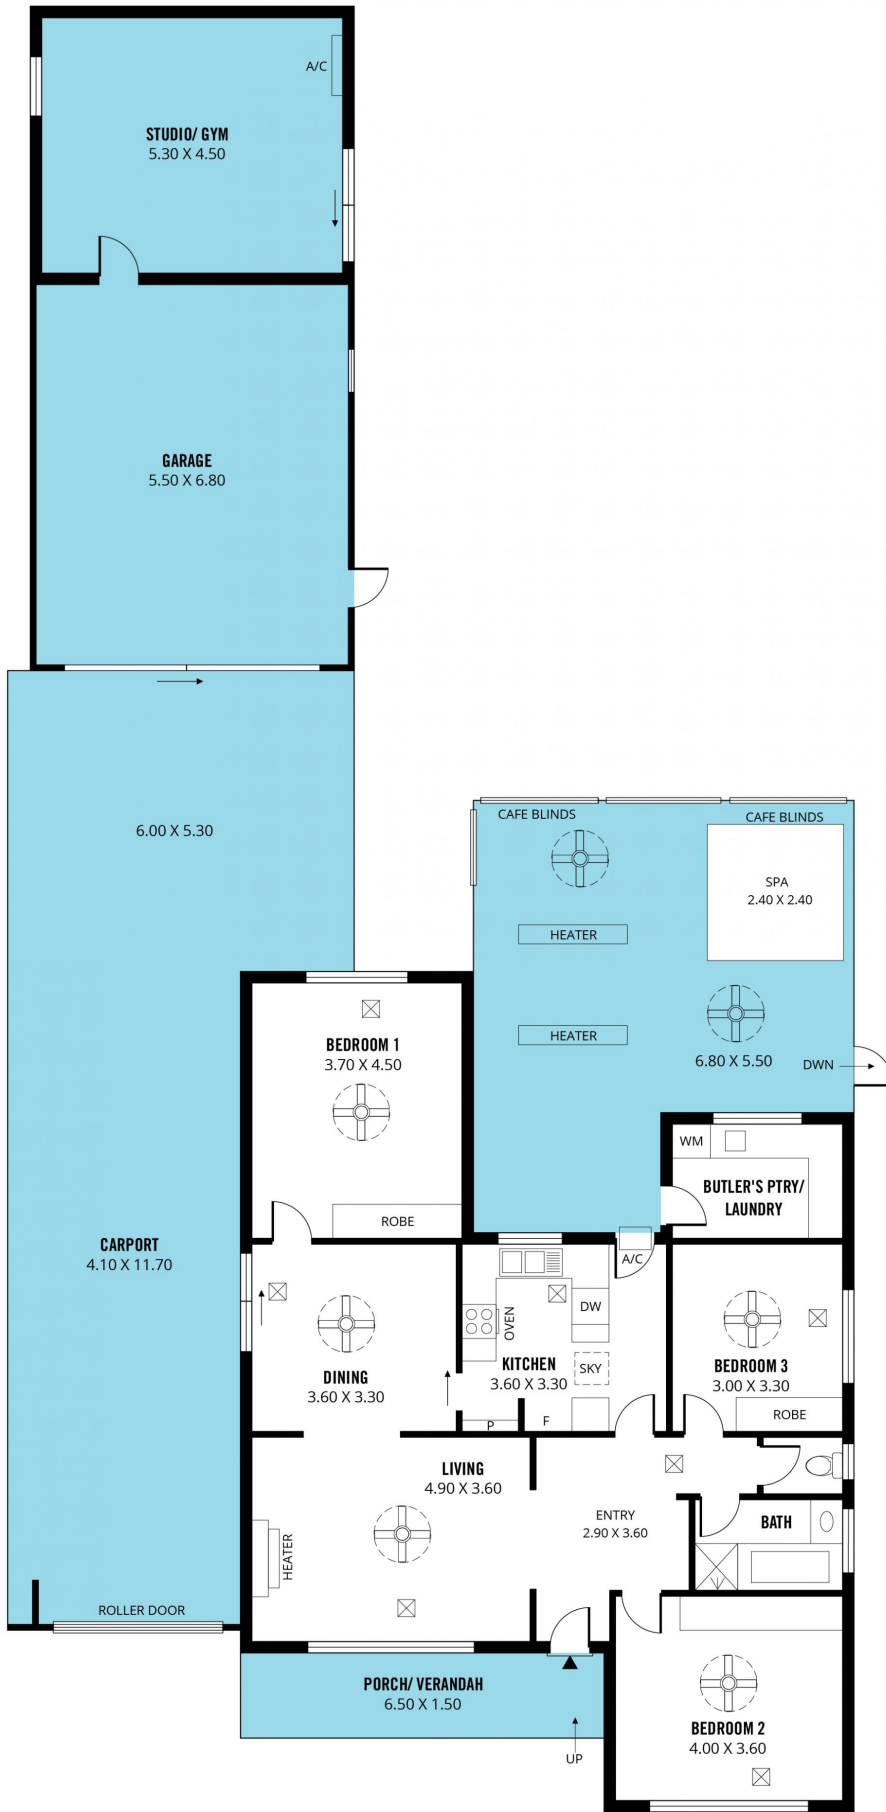 A/C
STUDIO/ GYM
5.30 X 4.50
GARAGE
5.50 X 6.80
6.00 X 5.30
CAFE BLINDS
CAFE BLINDS
SPA
2.40 X 2.40
HEATER
HEATER
6.80 X 5.50
DWN
BEDROOM 1
3.70 X 4.50
ROBE
WM
BUTLER'S PTRY/
LAUNDRY
CARPORT
4.10 X 11.70
A/C
OVEN
DW
DINING
3.60 X 3.30
KITCHEN
3.60 X 3.30
SKY
P
F
BEDROOM 3
3.00 X 3.30
ROBE
LIVING
4.90 X 3.60
HEATER
ENTRY
2.90 X 3.60
BATH
ROLLER DOOR
PORCH/ VERANDAH
6.50 X 1.50
UP
BEDROOM 2
4.00 X 3.60